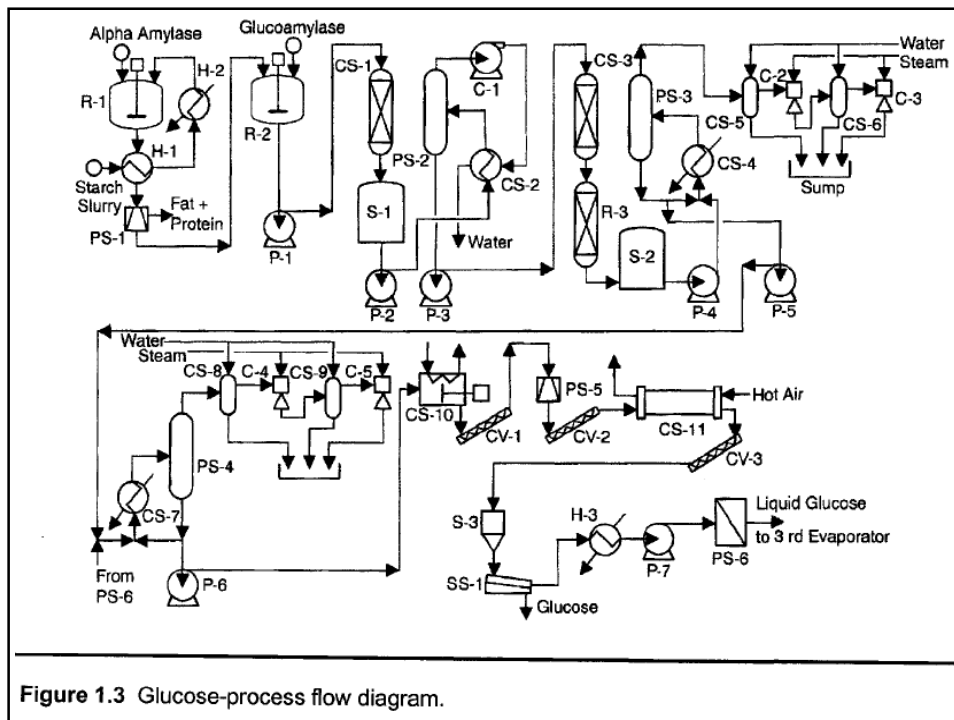 Alpha Amylase
Glucoamylase
H-2
R-1
R-2
H-1
Starch
Slurry
Fat +
Protein
PS-1
P-1
CS-1
PS-2
S-1
P-2
C-1
CS-2
Water
P-3
CS-3
R-3
S-2
PS-3
CS-4
P-4
P-5
Water
Steam
C-2
C-3
CS-5
CS-6
Sump
Water
Steam
CS-8
C-4
CS-9
C-5
PS-4
CS-7
From
PS-6
P-6
CS-10
CV-1
PS-5
CV-2
Hot Air
CS-11
CV-3
S-3
H-3
SS-1
Glucose
P-7
PS-6
Liquid Glucose
to 3 rd Evaporator
Figure 1.3 Glucose-process flow diagram.